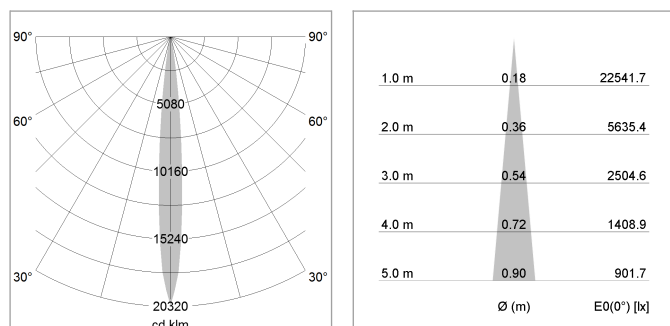 90° 90°
5080
60° 60°
10160
15240
30° 30°
20320
cd klm
1.0 m 0.18 22541.7
2.0 m 0.36 5635.4
3.0 m 0.54 2504.6
4.0 m 0.72 1408.9
5.0 m 0.90 901.7
Ø (m) E0(0°) [lx]